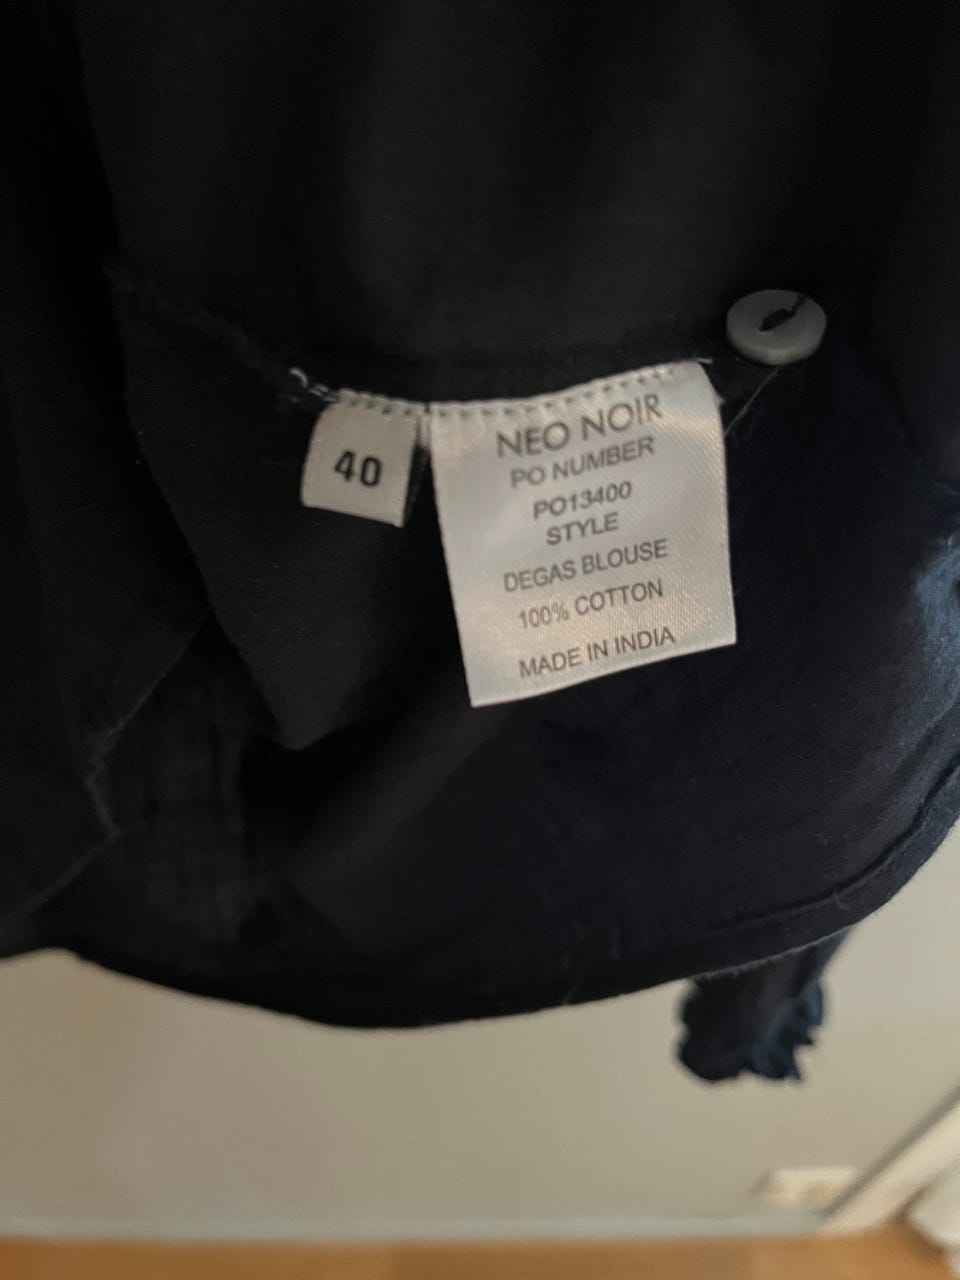 40
NEO NOIR
PO NUMBER
PO13400
STYLE
DEGAS BLOUSE
100% COTTON
MADE IN INDIA